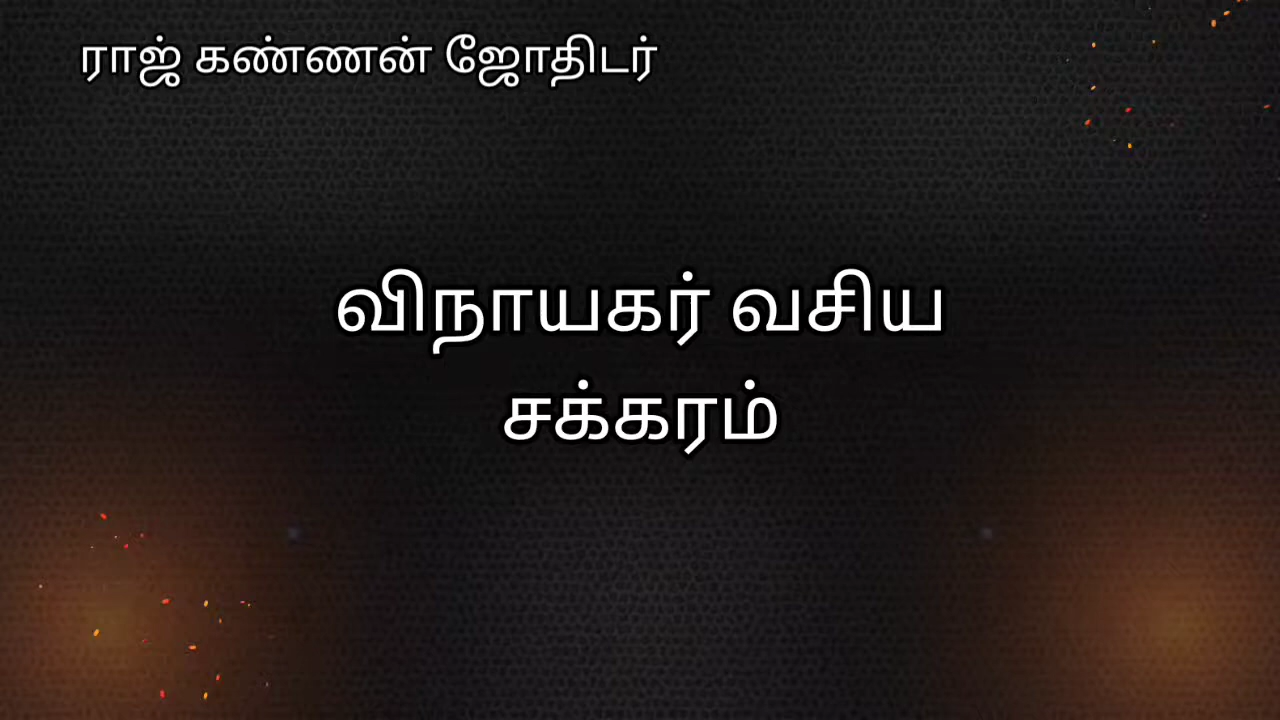 ராஜ் கண்ணன் ஜோதிடர்
விநாயகர் வசிய
சக்கரம்